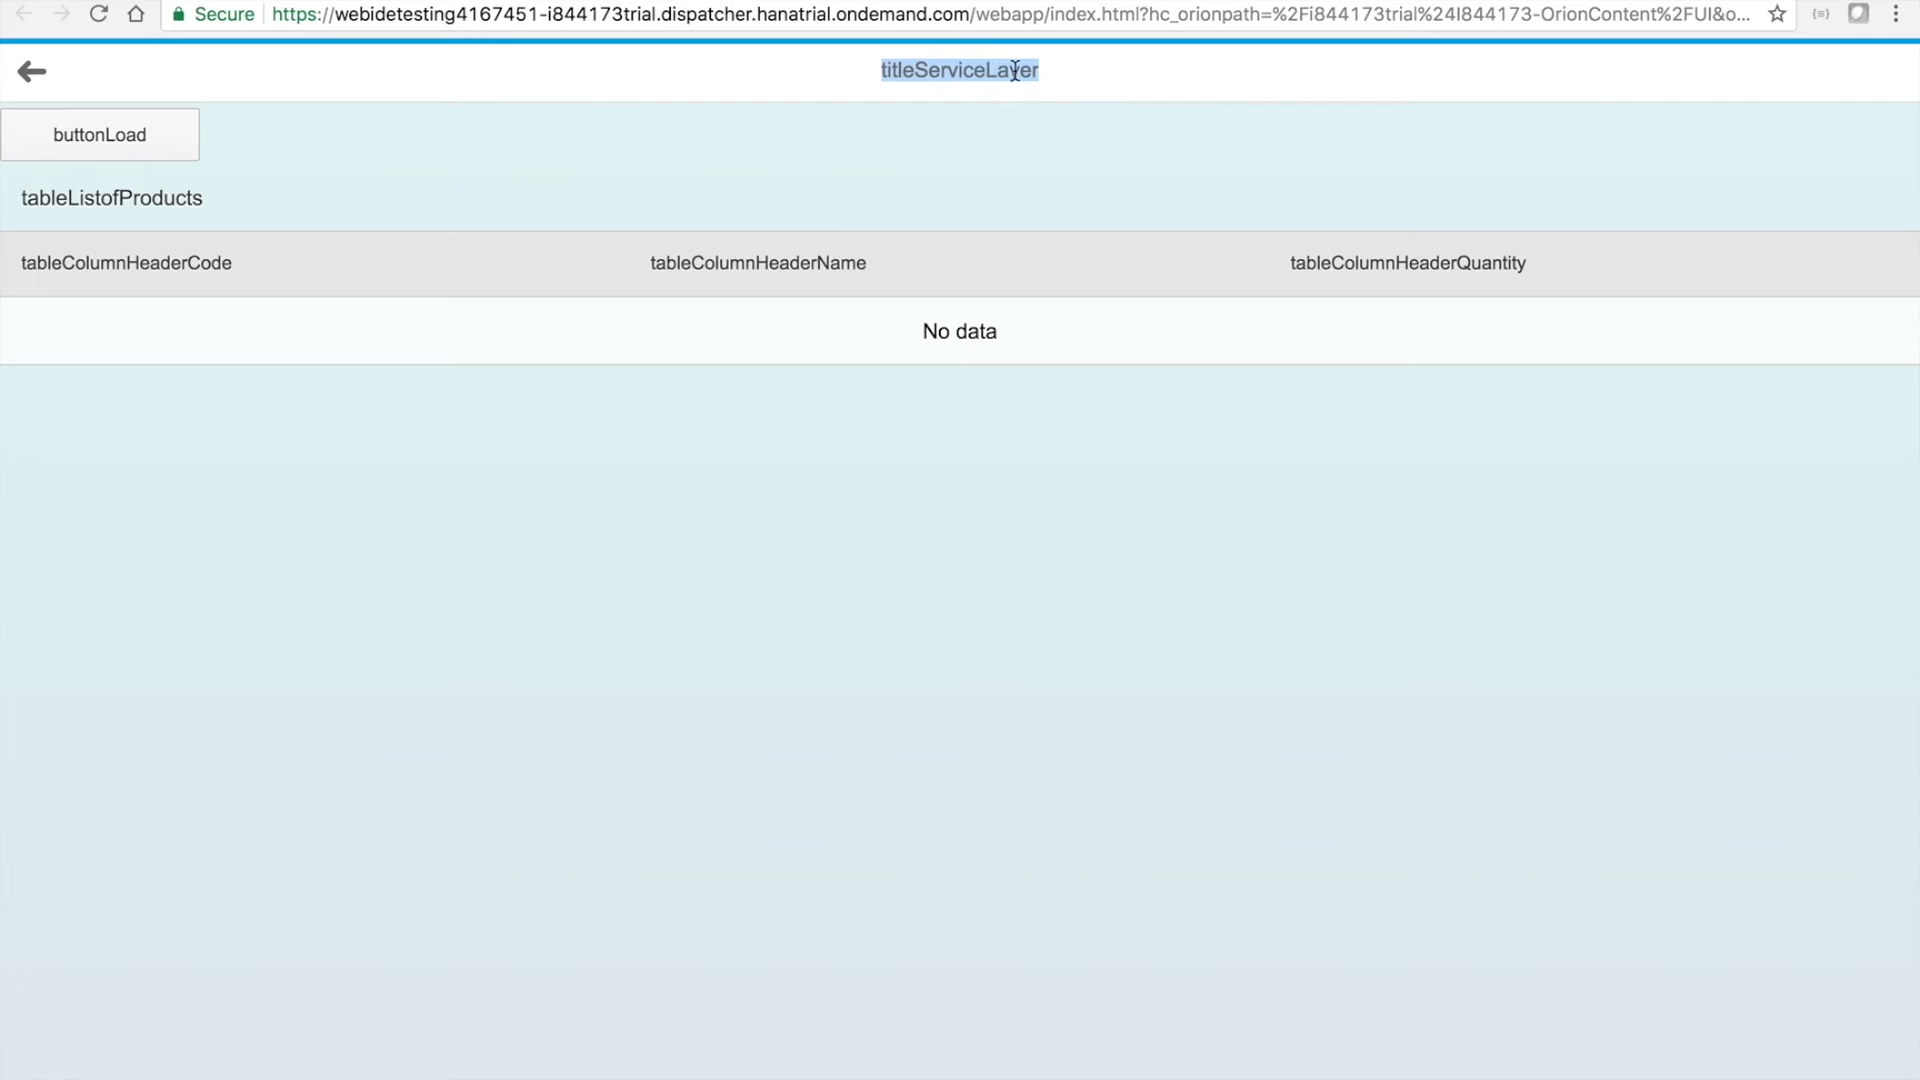 Secure https://webidetesting4167451-i844173trial.dispatcher.hanatrial.ondemand.com/webapp/index.html?hc_orionpath=%2Fi844173trial%24I844173-OrionContent%2FUI&o...
titleServiceLayer
buttonLoad
tableListofProducts
tableColumnHeaderCode tableColumnHeaderName tableColumnHeaderQuantity
No data